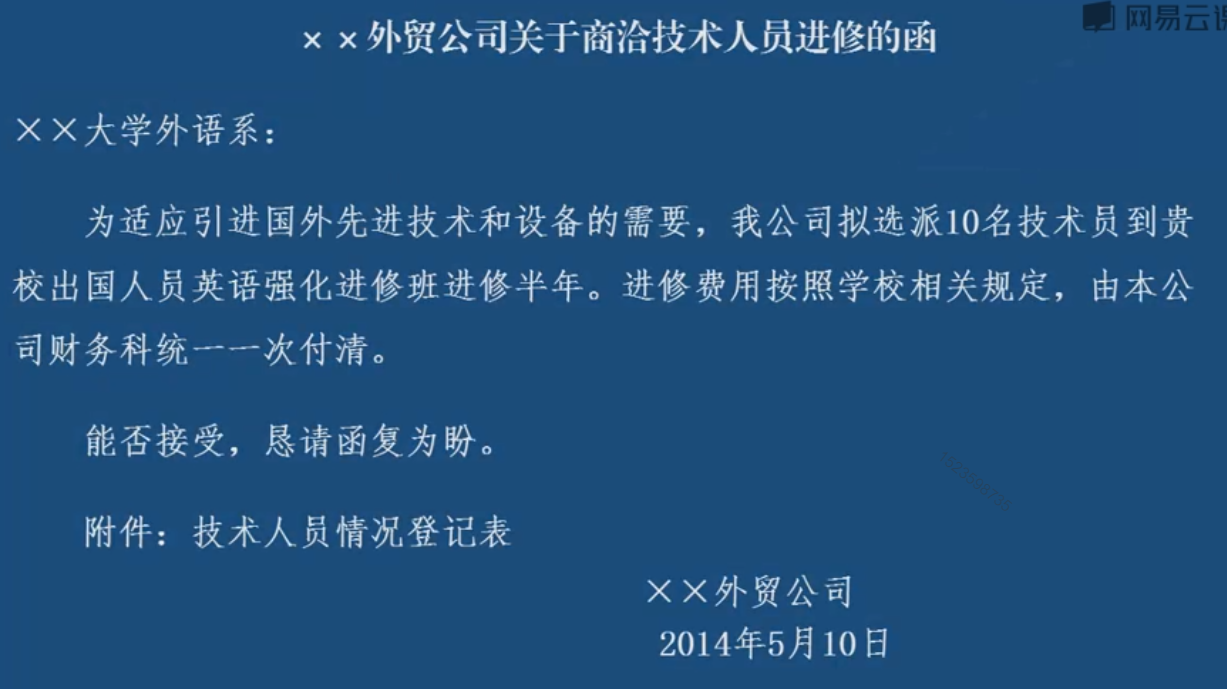 网易云课
××外贸公司关于商洽技术人员进修的函
××大学外语系：
为适应引进国外先进技术和设备的需要，我公司拟选派10名技术员到贵
校出国人员英语强化进修班进修半年。进修费用按照学校相关规定，由本公
司财务科统一一次付清。
能否接受，恳请函复为盼。
附件：技术人员情况登记表
××外贸公司
2014年5月10日